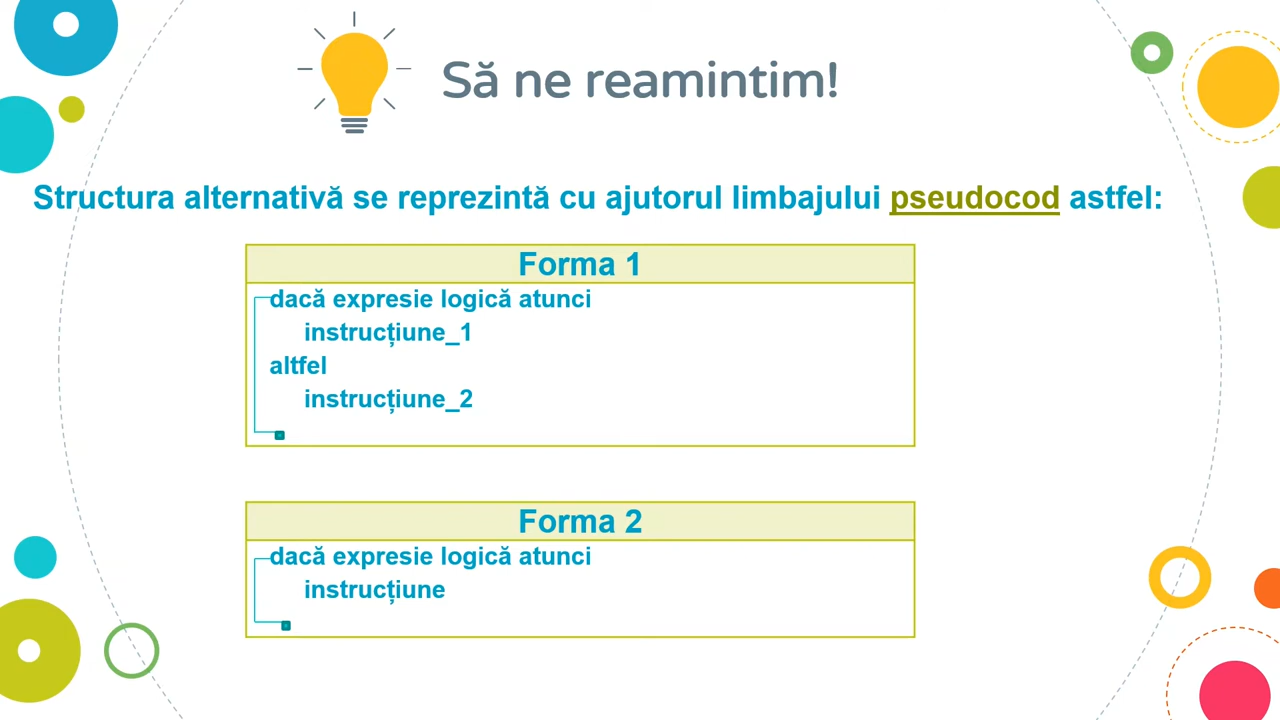 Să ne reamintim!
Structura alternativă se reprezintă cu ajutorul limbajului pseudocod astfel:
Forma 1
dacă expresie logică atunci
instrucțiune_1
altfel
instrucțiune_2
Forma 2
dacă expresie logică atunci
instrucțiune